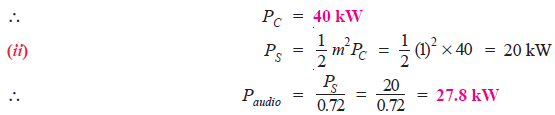 ∴ P_C = 40 kW
(ii) P_S = 1/2 m² P_C = 1/2 (1)² × 40 = 20 kW
∴ P_audio = P_S/0.72 = 20/0.72 = 27.8 kW